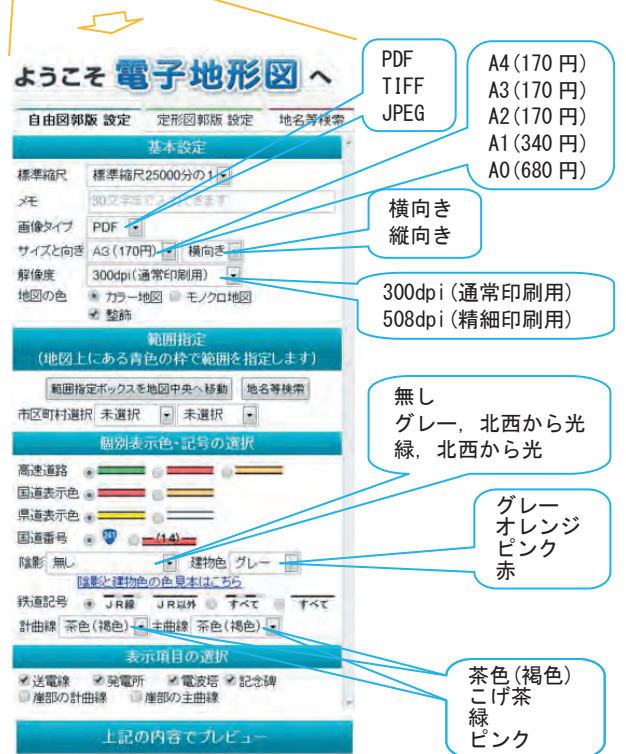 ようこそ 電子地形図 へ
自由図郭版 設定 定形図郭版 設定 地名等検索
基本設定
標準縮尺 標準縮尺25000分の1
メモ 30文字まで入力できます
画像タイプ PDF
サイズと向き A3(170円) 横向き
解像度 300dpi(通常印刷用)
地図の色 カラー地図 モノクロ地図
整飾
範囲指定
(地図上にある青色の枠で範囲を指定します)
範囲指定ボックスを地図中央へ移動 地名等検索
市区町村選択 未選択 未選択
個別表示色・記号の選択
高速道路
国道表示色
県道表示色
国道番号 241 (14)
陰影 無し 建物色 グレー
陰影と建物色の色見本はこちら
鉄道記号 JR線 JR以外 すべて すべて
計曲線 茶色(褐色) 主曲線 茶色(褐色)
表示項目の選択
送電線 発電所 電波塔 記念碑
崖部の計曲線 崖部の主曲線
上記の内容でプレビュー
PDF
TIFF
JPEG
A4(170 円)
A3(170 円)
A2(170 円)
A1(340 円)
A0(680 円)
横向き
縦向き
300dpi(通常印刷用)
508dpi(精細印刷用)
無し
グレー, 北西から光
緑, 北西から光
グレー
オレンジ
ピンク
赤
茶色(褐色)
こげ茶
緑
ピンク